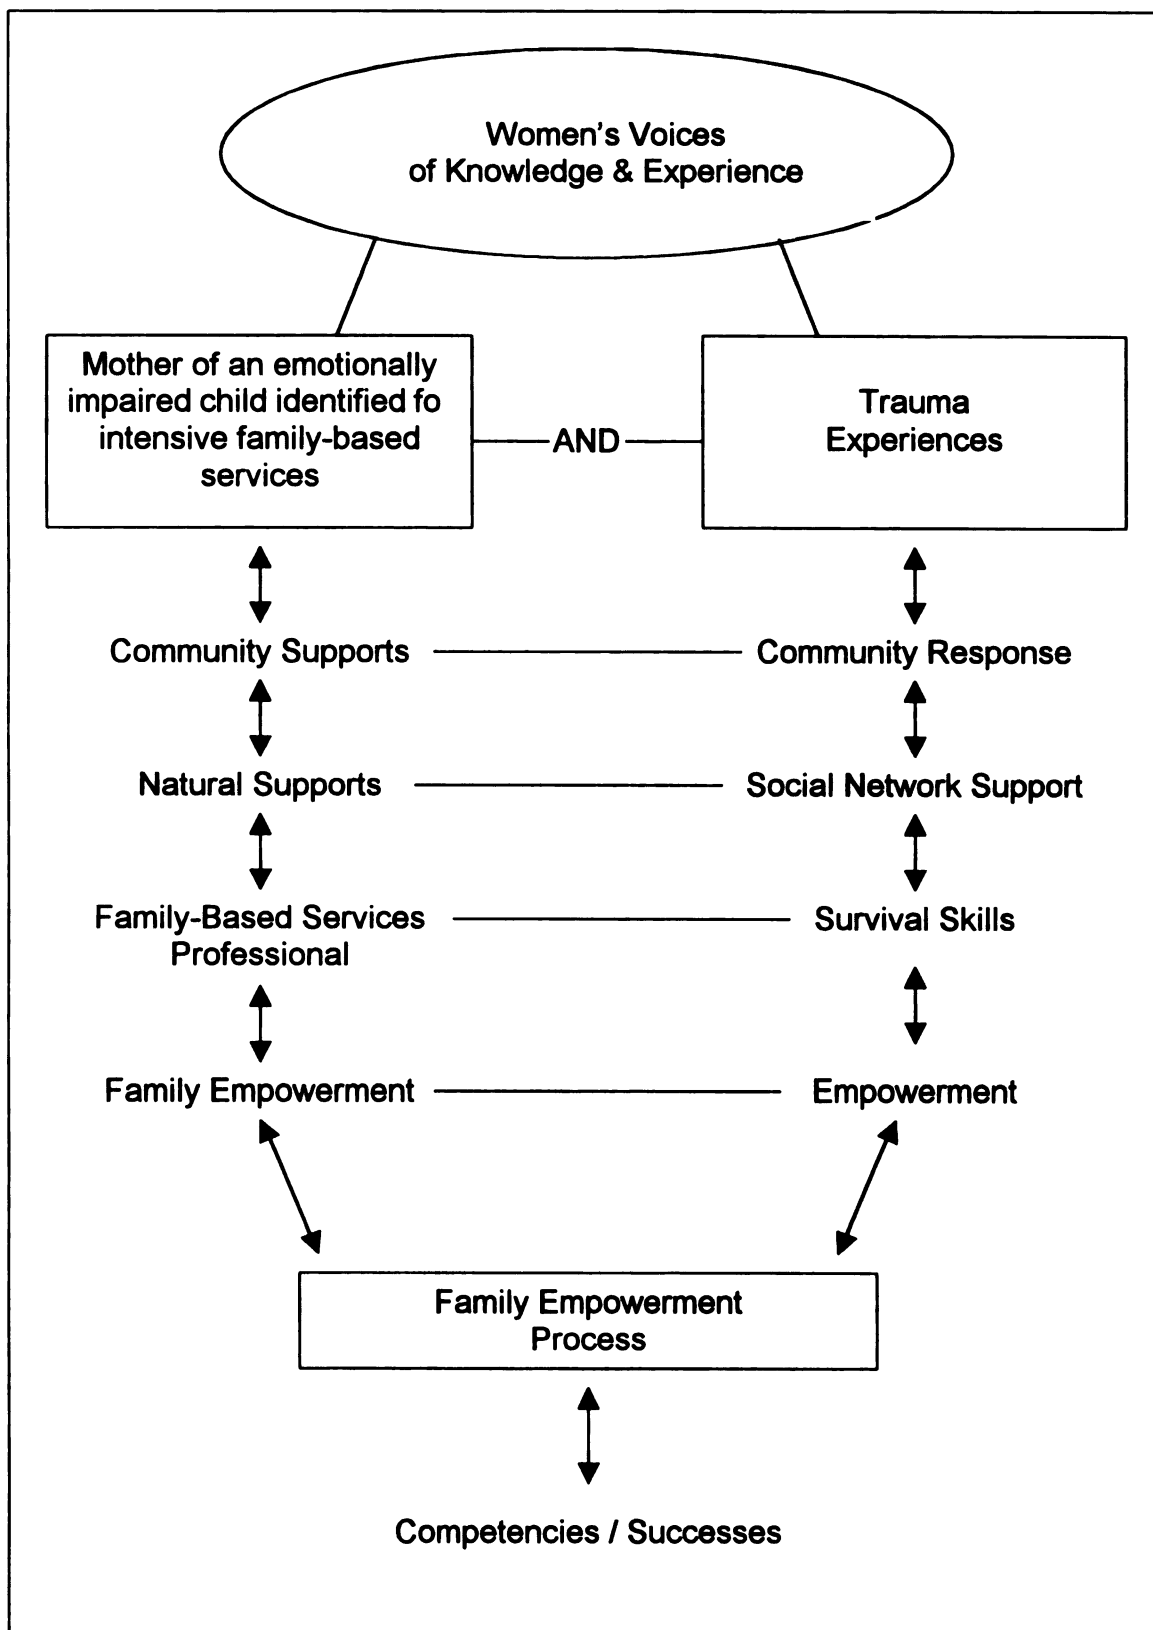 Women's Voices
of Knowledge & Experience
Mother of an emotionally
impaired child identified fo
intensive family-based
services
AND
Trauma
Experiences
Community Supports
Community Response
Natural Supports
Social Network Support
Family-Based Services
Professional
Survival Skills
Family Empowerment
Empowerment
Family Empowerment
Process
Competencies / Successes